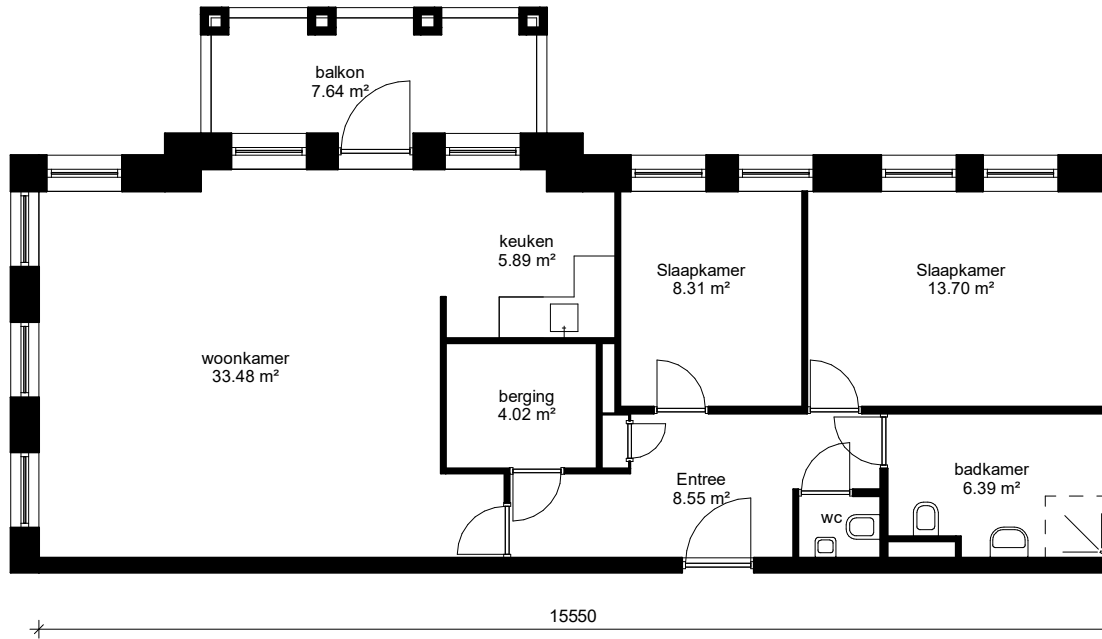 balkon
7.64 m²
keuken
5.89 m²
Slaapkamer
8.31 m²
Slaapkamer
13.70 m²
woonkamer
33.48 m²
berging
4.02 m²
Entree
8.55 m²
badkamer
6.39 m²
wc
15550